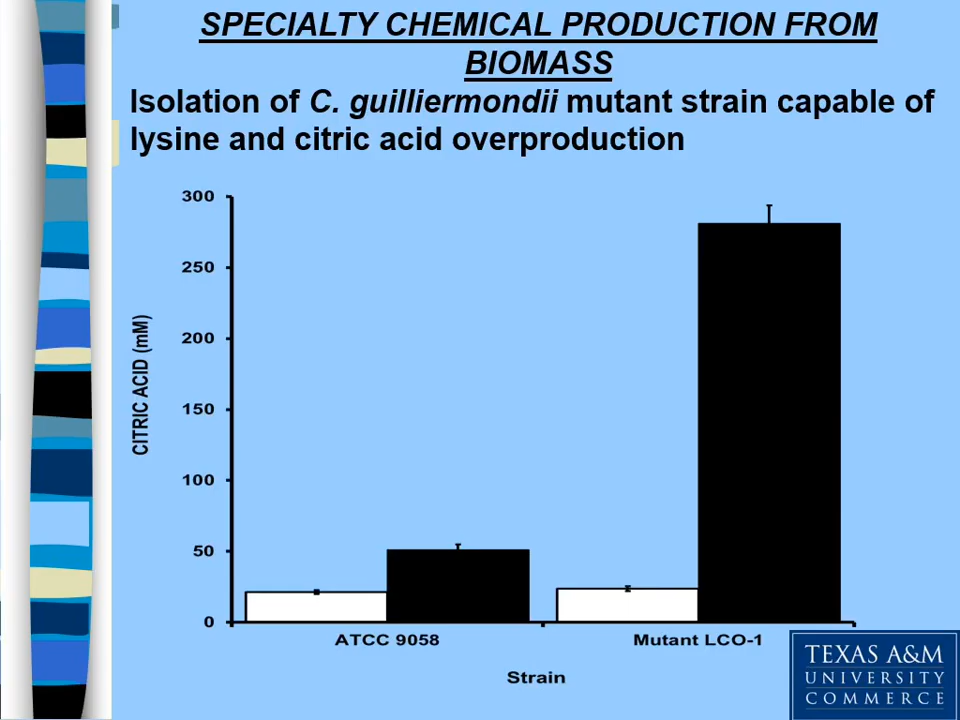 SPECIALTY CHEMICAL PRODUCTION FROM
BIOMASS
Isolation of C. guilliermondii mutant strain capable of
lysine and citric acid overproduction
300
250
200
150
100
50
0
CITRIC ACID (mM)
ATCC 9058
Mutant LCO-1
Strain
TEXAS A&M
UNIVERSITY
COMMERCE